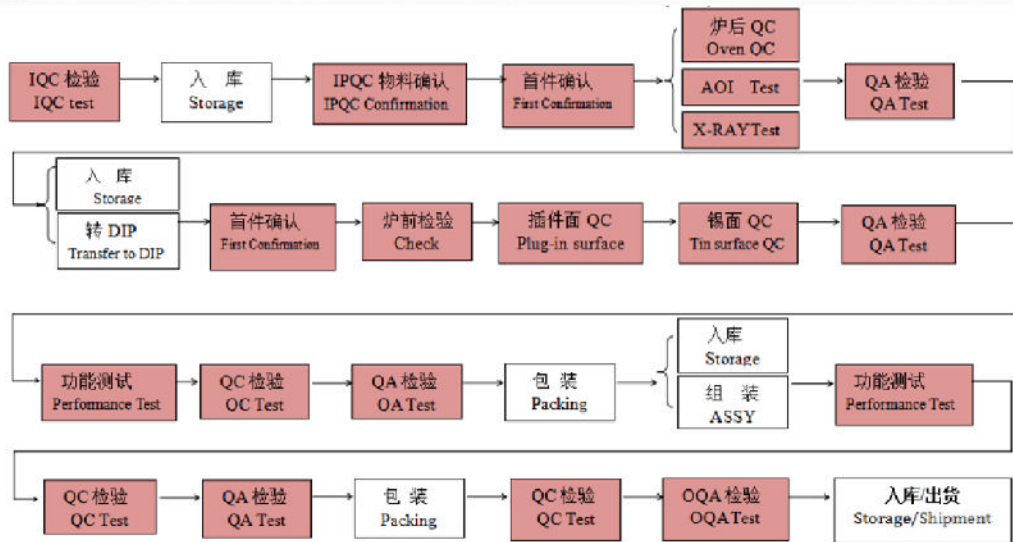 IQC 检验
IQC test
入 库
Storage
IPQC 物料确认
IPQC Confirmation
首件确认
First Confirmation
炉后 QC
Oven QC
AOI Test
X-RAY Test
QA 检验
QA Test
入 库
Storage
转 DIP
Transfer to DIP
首件确认
First Confirmation
炉前检验
Check
插件面 QC
Plug-in surface
锡面 QC
Tin surface QC
QA 检验
QA Test
功能测试
Performance Test
QC 检验
QC Test
QA 检验
QA Test
包 装
Packing
入库
Storage
组 装
ASSY
功能测试
Performance Test
QC 检验
QC Test
QA 检验
QA Test
包 装
Packing
QC 检验
QC Test
OQA 检验
OQA Test
入库/出货
Storage/Shipment